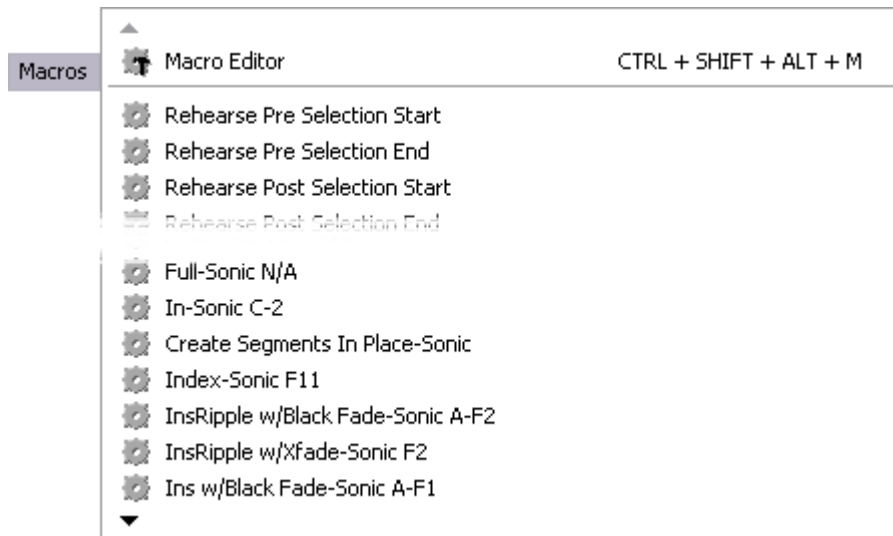 Macros
Macro Editor CTRL + SHIFT + ALT + M
Rehearse Pre Selection Start
Rehearse Pre Selection End
Rehearse Post Selection Start
Rehearse Post Selection End
Full-Sonic N/A
In-Sonic C-2
Create Segments In Place-Sonic
Index-Sonic F11
InsRipple w/Black Fade-Sonic A-F2
InsRipple w/Xfade-Sonic F2
Ins w/Black Fade-Sonic A-F1